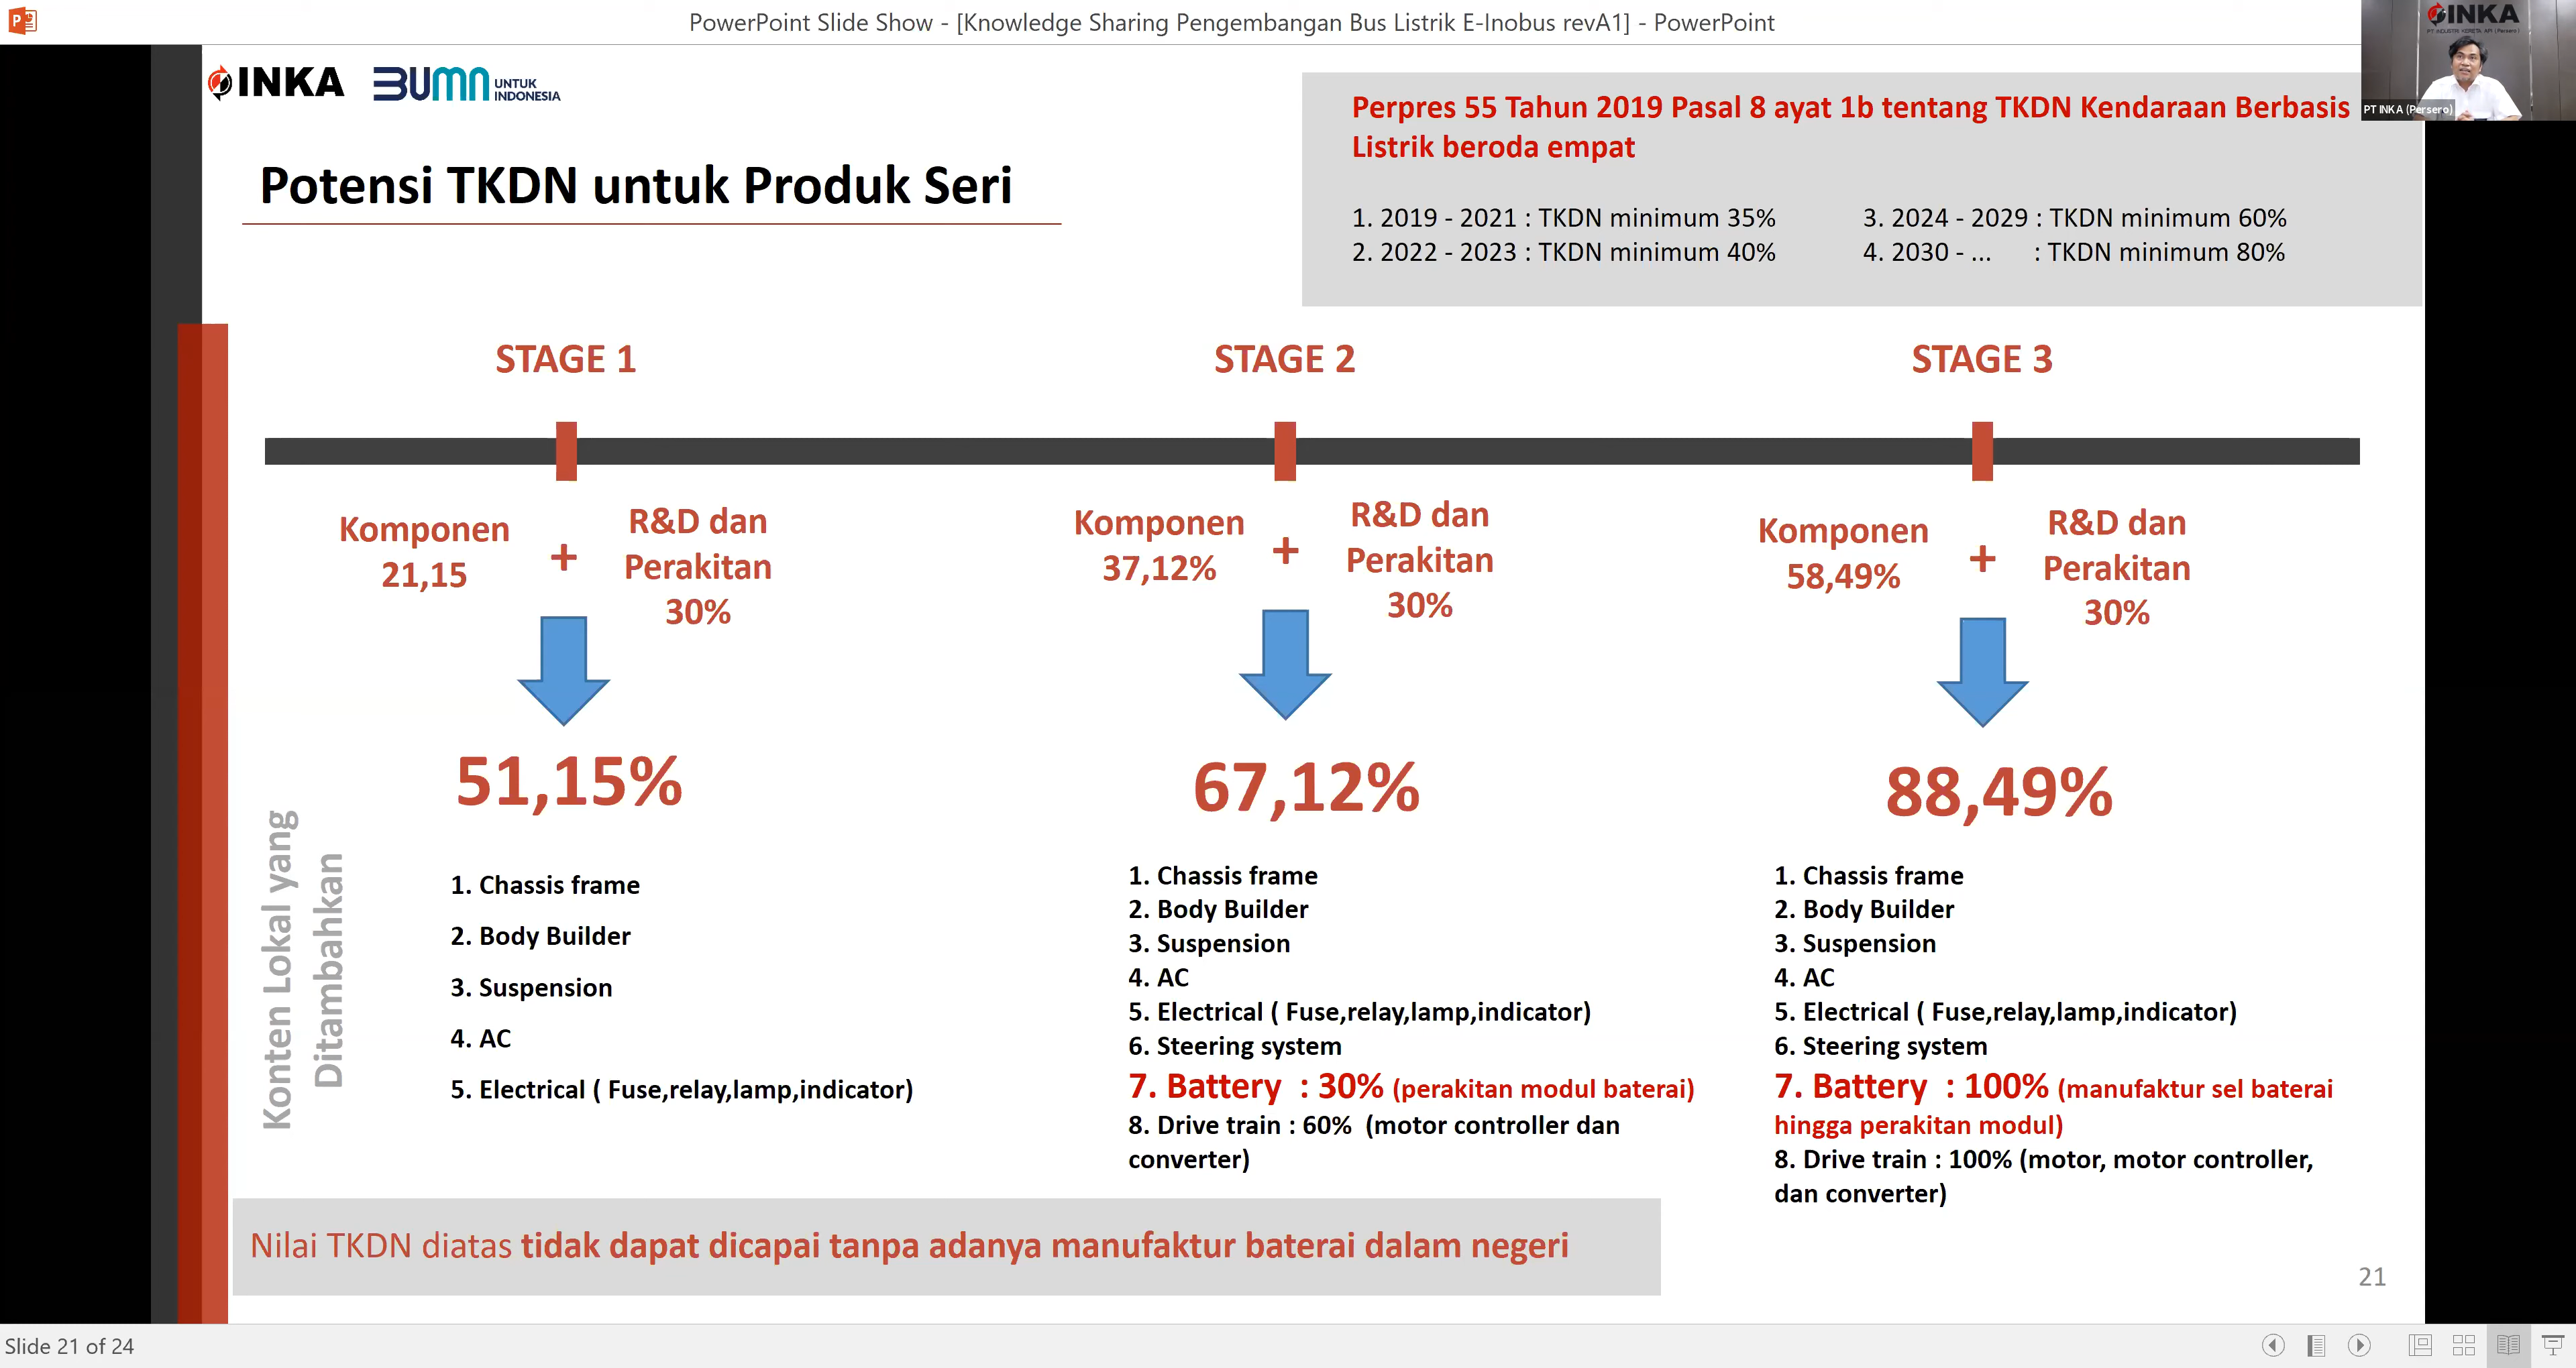 PowerPoint Slide Show - [Knowledge Sharing Pengembangan Bus Listrik E-Inobus revA1] - PowerPoint
INKA
BUMN UNTUK INDONESIA
INKA
PT INDUSTRI KERETA API (Persero)
PT INKA (Persero)
Perpres 55 Tahun 2019 Pasal 8 ayat 1b tentang TKDN Kendaraan Berbasis
Listrik beroda empat
1. 2019 - 2021 : TKDN minimum 35%
2. 2022 - 2023 : TKDN minimum 40%
3. 2024 - 2029 : TKDN minimum 60%
4. 2030 - ... : TKDN minimum 80%
Potensi TKDN untuk Produk Seri
STAGE 1
STAGE 2
STAGE 3
Komponen
21,15
+
R&D dan
Perakitan
30%
Komponen
37,12%
+
R&D dan
Perakitan
30%
Komponen
58,49%
+
R&D dan
Perakitan
30%
51,15%
67,12%
88,49%
Konten Lokal yang
Ditambahkan
1. Chassis frame
2. Body Builder
3. Suspension
4. AC
5. Electrical ( Fuse,relay,lamp,indicator)
1. Chassis frame
2. Body Builder
3. Suspension
4. AC
5. Electrical ( Fuse,relay,lamp,indicator)
6. Steering system
7. Battery : 30% (perakitan modul baterai)
8. Drive train : 60% (motor controller dan
converter)
1. Chassis frame
2. Body Builder
3. Suspension
4. AC
5. Electrical ( Fuse,relay,lamp,indicator)
6. Steering system
7. Battery : 100% (manufaktur sel baterai
hingga perakitan modul)
8. Drive train : 100% (motor, motor controller,
dan converter)
Nilai TKDN diatas tidak dapat dicapai tanpa adanya manufaktur baterai dalam negeri
21
Slide 21 of 24